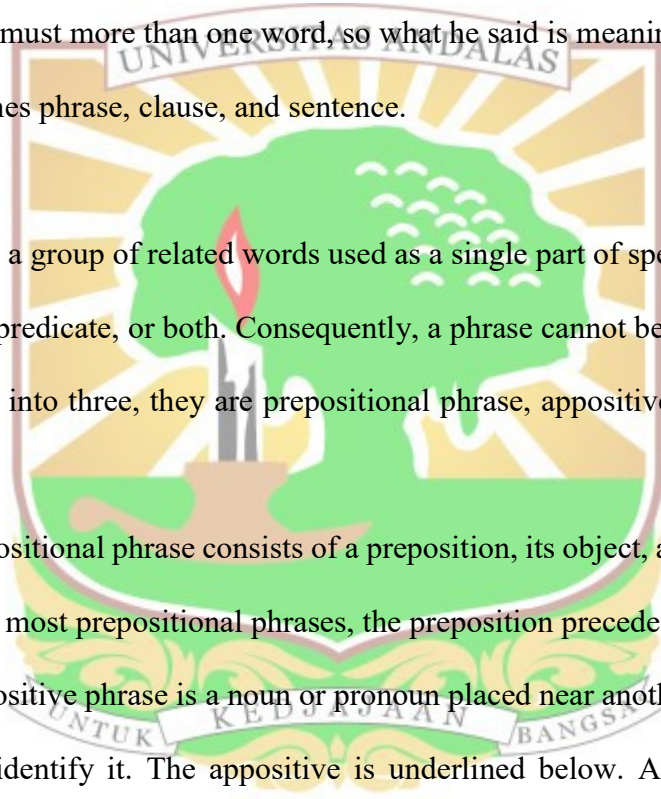 must more than one word, so what he said is meanin
UNIVERSITAS ANDALAS
nes phrase, clause, and sentence.
a group of related words used as a single part of spe
predicate, or both. Consequently, a phrase cannot be
into three, they are prepositional phrase, appositive
ositional phrase consists of a preposition, its object, a
most prepositional phrases, the preposition precede
ositive phrase is a noun or pronoun placed near anoth
UNTUK KEDJAJAAN BANGSA
identify it. The appositive is underlined below. A